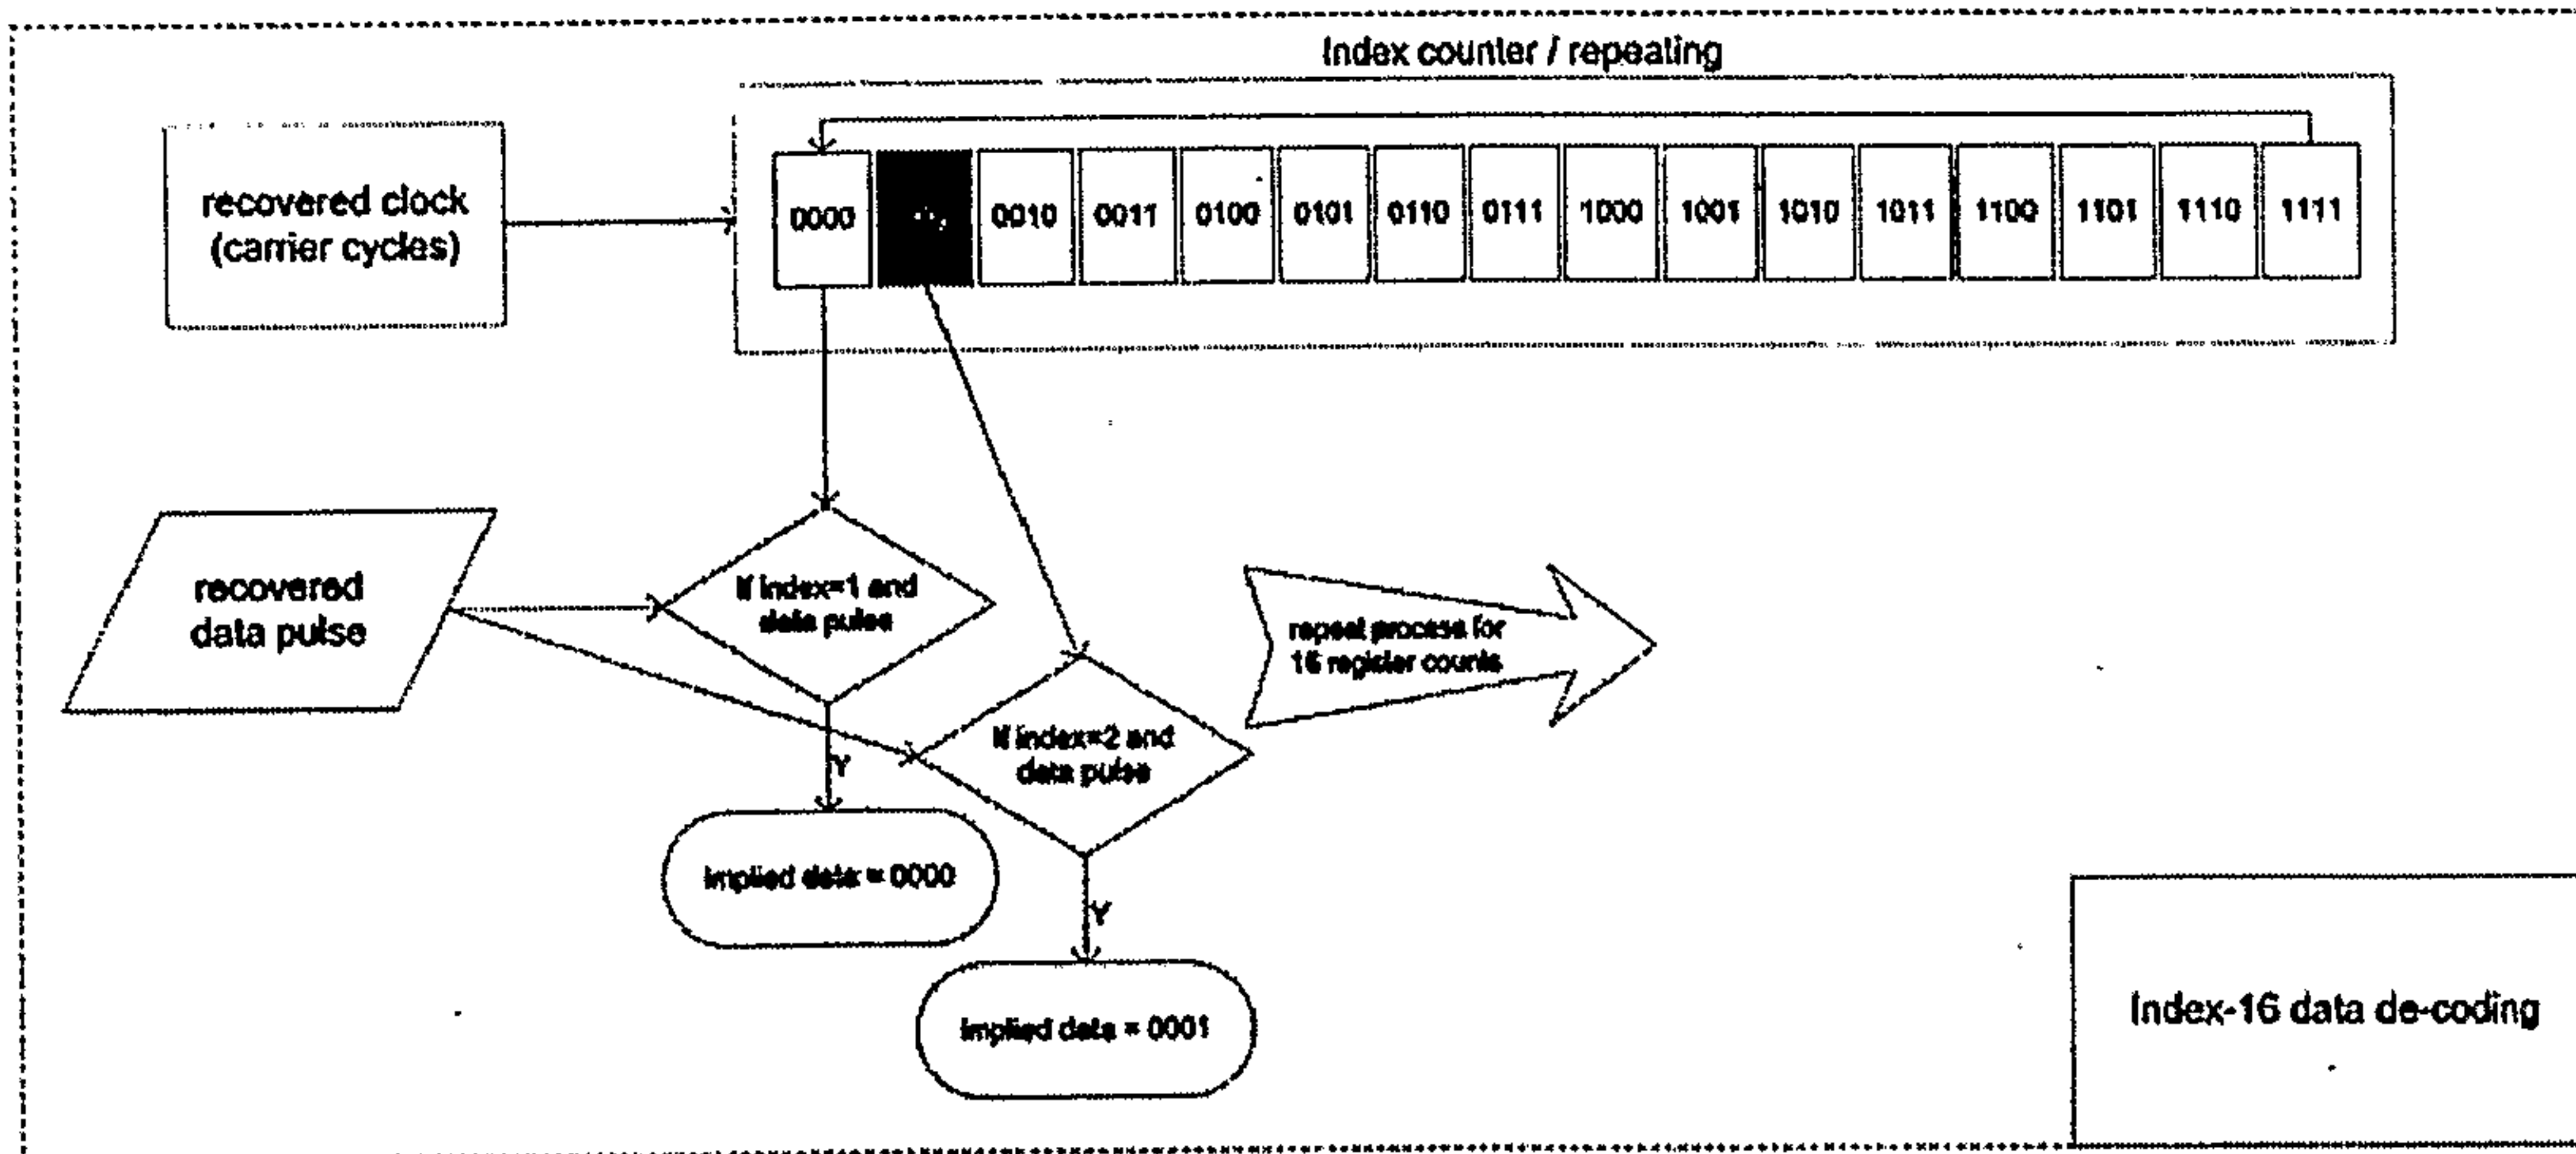 Index counter / repeating
recovered clock
(carrier cycles)
0000 0010 0011 0100 0101 0110 0111 1000 1001 1010 1011 1100 1101 1110 1111
recovered
data pulse
If index=1 and
data pulse
repeat process for
16 register counts
If index=2 and
data pulse
Y
Implied data = 0000
Y
Implied data = 0001
Index-16 data de-coding